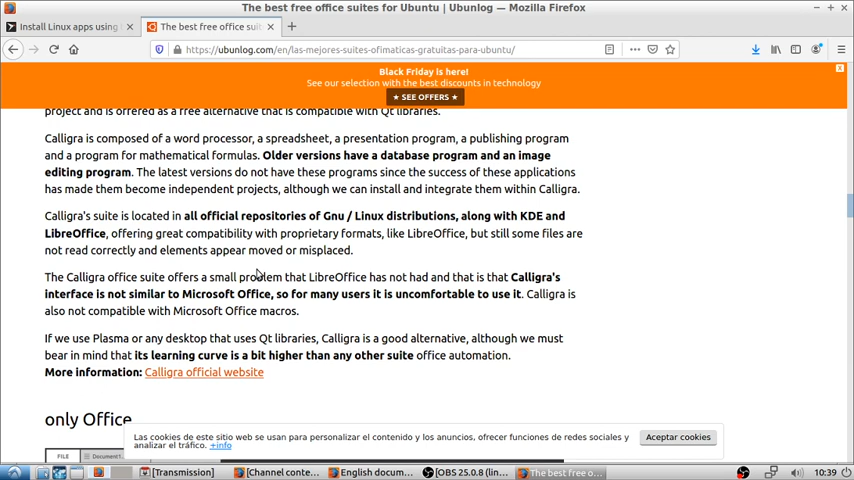 The best free office suites for Ubuntu | Ubunlog — Mozilla Firefox
Install Linux apps using
The best free office suit
https://ubunlog.com/en/las-mejores-suites-ofimaticas-gratuitas-para-ubuntu/
Black Friday is here!
See our selection with the best discounts in technology
★ SEE OFFERS ★
project and is offered as a free alternative that is compatible with Qt libraries.
Calligra is composed of a word processor, a spreadsheet, a presentation program, a publishing program
and a program for mathematical formulas. Older versions have a database program and an image
editing program. The latest versions do not have these programs since the success of these applications
has made them become independent projects, although we can install and integrate them within Calligra.
Calligra's suite is located in all official repositories of Gnu / Linux distributions, along with KDE and
LibreOffice, offering great compatibility with proprietary formats, like LibreOffice, but still some files are
not read correctly and elements appear moved or misplaced.
The Calligra office suite offers a small problem that LibreOffice has not had and that is that Calligra's
interface is not similar to Microsoft Office, so for many users it is uncomfortable to use it. Calligra is
also not compatible with Microsoft Office macros.
If we use Plasma or any desktop that uses Qt libraries, Calligra is a good alternative, although we must
bear in mind that its learning curve is a bit higher than any other suite office automation.
More information: Calligra official website
only Office
FILE Document1
Las cookies de este sitio web se usan para personalizar el contenido y los anuncios, ofrecer funciones de redes sociales y
analizar el tráfico. +info
Aceptar cookies
[Transmission]
[Channel conte...
English docum...
[OBS 25.0.8 (lin...
The best free o...
10:39